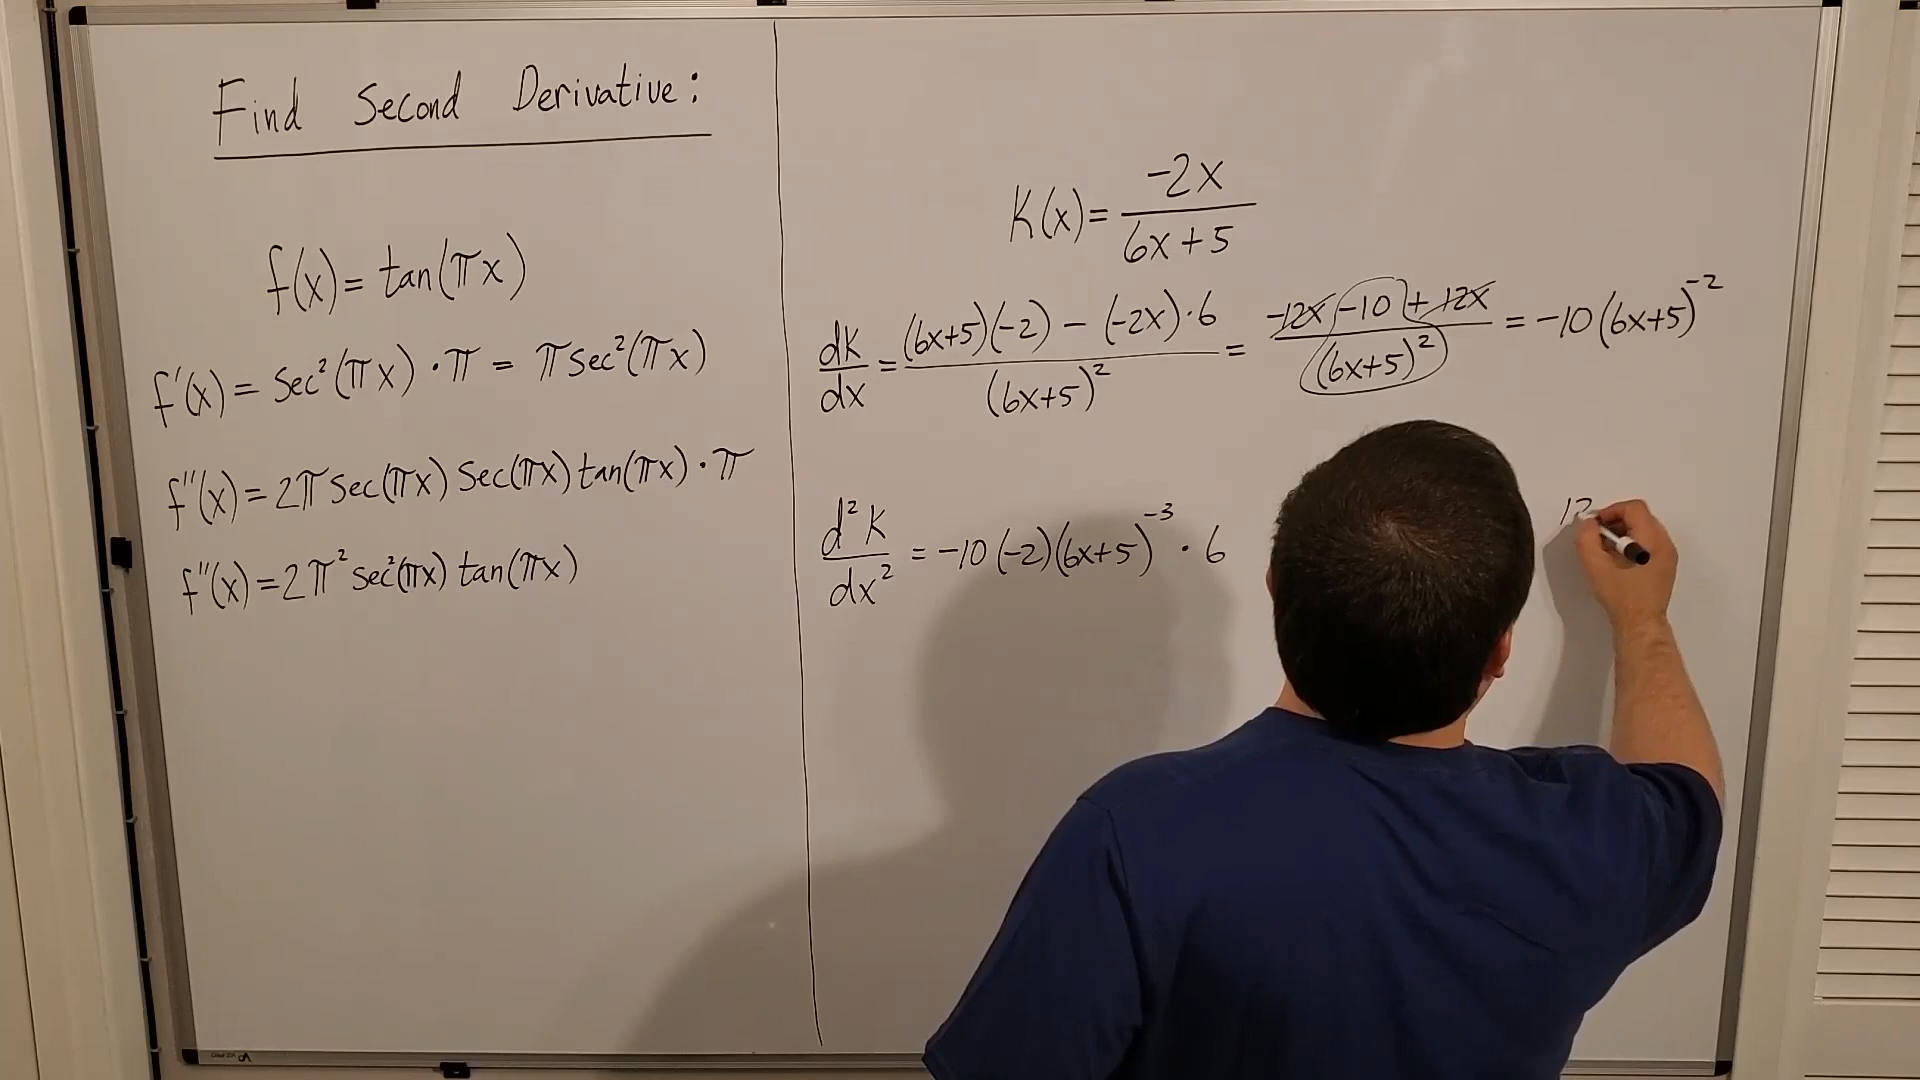 Find Second Derivative:
f(x) = tan(πx)
f'(x) = sec²(πx) · π = πsec²(πx)
f''(x) = 2π sec(πx) sec(πx) tan(πx) · π
f''(x) = 2π² sec²(πx) tan(πx)
K(x) = -2x / 6x+5
dK/dx = (6x+5)(-2) - (-2x)·6 / (6x+5)² = -12x -10 + 12x / (6x+5)² = -10(6x+5)⁻²
d²K/dx² = -10(-2)(6x+5)⁻³ · 6 12